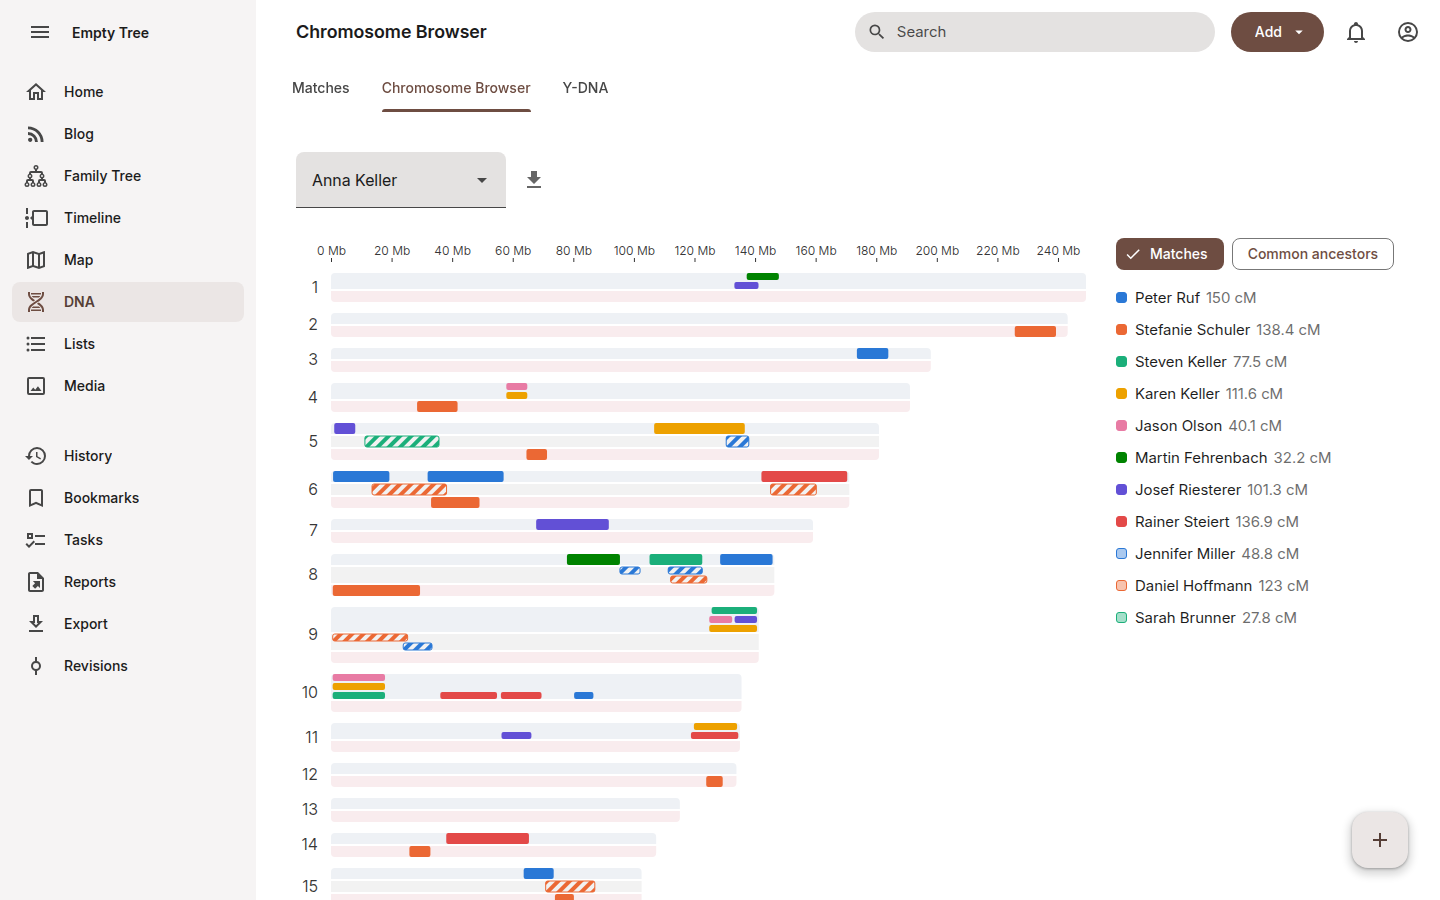 Empty Tree
Chromosome Browser
Search
Add
Home
Blog
Family Tree
Timeline
Map
DNA
Lists
Media
History
Bookmarks
Tasks
Reports
Export
Revisions
Matches
Chromosome Browser
Y-DNA
Anna Keller
0 Mb 20 Mb 40 Mb 60 Mb 80 Mb 100 Mb 120 Mb 140 Mb 160 Mb 180 Mb 200 Mb 220 Mb 240 Mb
1
2
3
4
5
6
7
8
9
10
11
12
13
14
15
Matches
Common ancestors
Peter Ruf 150 cM
Stefanie Schuler 138.4 cM
Steven Keller 77.5 cM
Karen Keller 111.6 cM
Jason Olson 40.1 cM
Martin Fehrenbach 32.2 cM
Josef Riesterer 101.3 cM
Rainer Steiert 136.9 cM
Jennifer Miller 48.8 cM
Daniel Hoffmann 123 cM
Sarah Brunner 27.8 cM